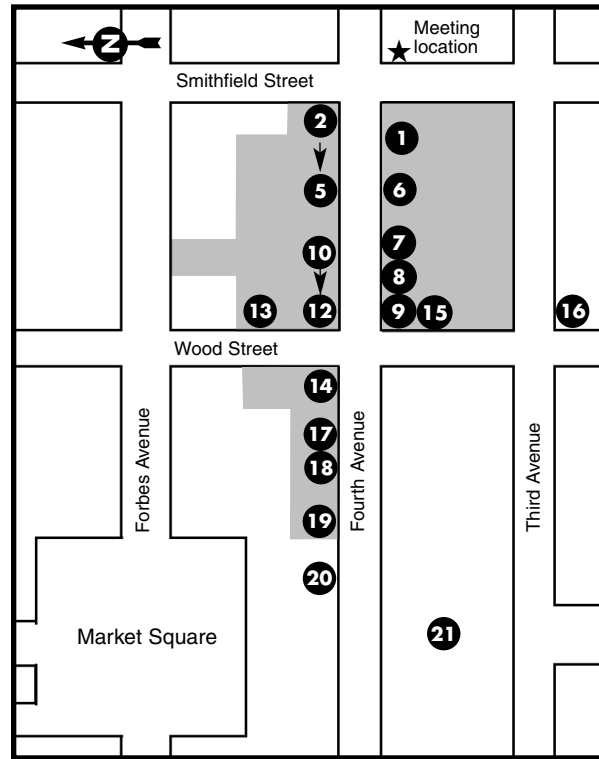 Meeting
location
N
Smithfield Street
2
1
5
6
7
10
8
13
12
9
15
16
Wood Street
14
17
18
19
Forbes Avenue
Fourth Avenue
Third Avenue
20
Market Square
21